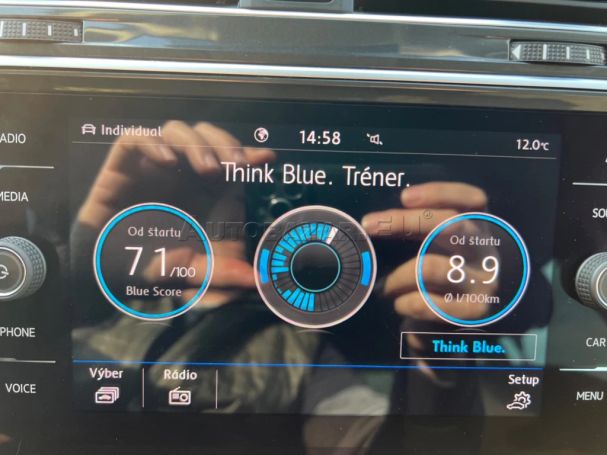 RADIO
MEDIA
PHONE
VOICE
Individual
14:58
12.0°C
Think Blue. Tréner.
Od štartu
71/100
Blue Score
Od štartu
8.9
Ø l/100km
Think Blue.
Výber
Rádio
Setup
CAR
MENU